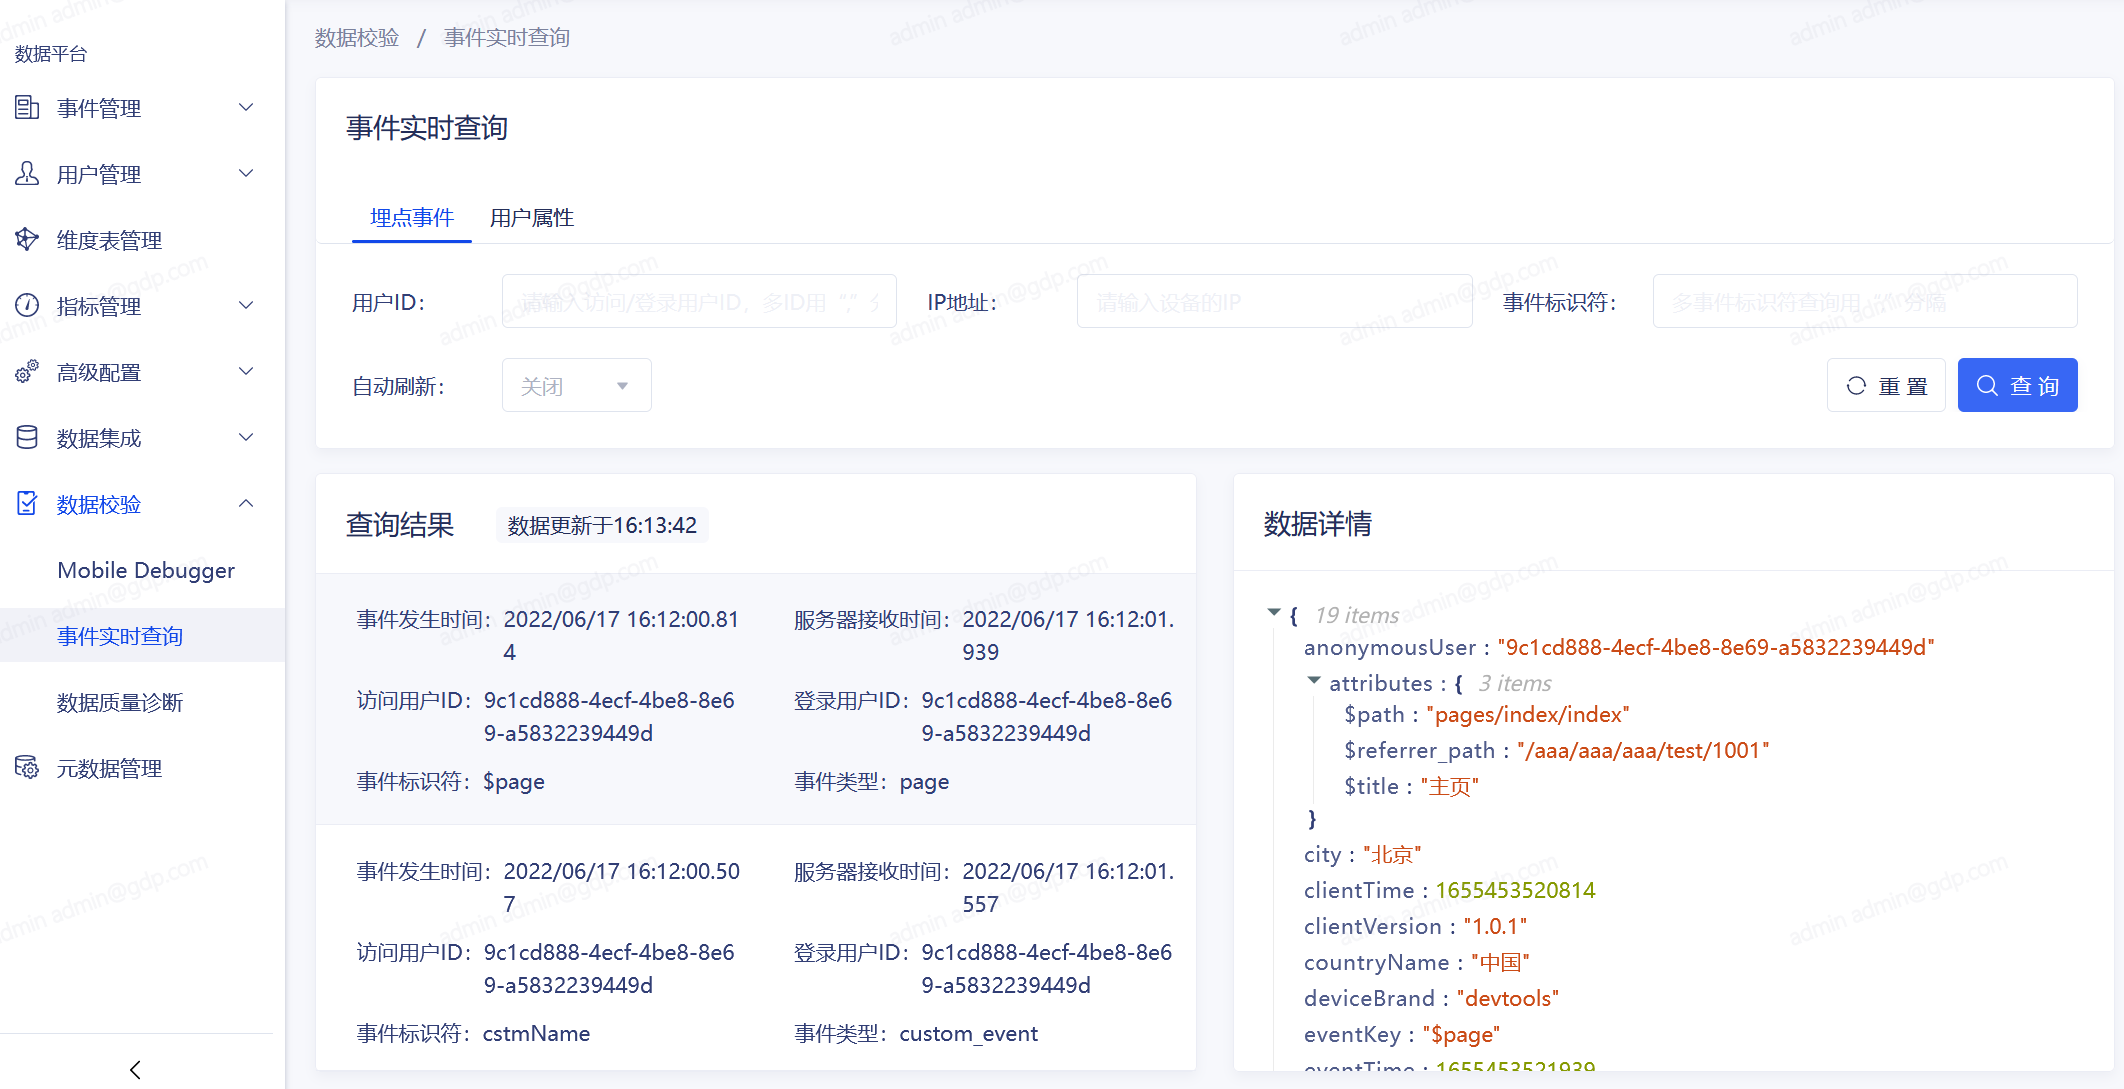 数据平台
事件管理
用户管理
维度表管理
指标管理
高级配置
数据集成
数据校验
Mobile Debugger
事件实时查询
数据质量诊断
元数据管理
数据校验 / 事件实时查询
事件实时查询
埋点事件 用户属性
用户ID： 请输入访问/登录用户ID，多ID用 “,” 分 IP地址： 请输入设备的IP 事件标识符： 多事件标识符查询用 “,” 分隔
自动刷新： 关闭 重 置 查 询
查询结果 数据更新于16:13:42
事件发生时间： 2022/06/17 16:12:00.81 服务器接收时间： 2022/06/17 16:12:01.
4 939
访问用户ID： 9c1cd888-4ecf-4be8-8e6 登录用户ID： 9c1cd888-4ecf-4be8-8e6
9-a5832239449d 9-a5832239449d
事件标识符： $page 事件类型： page
事件发生时间： 2022/06/17 16:12:00.50 服务器接收时间： 2022/06/17 16:12:01.
7 557
访问用户ID： 9c1cd888-4ecf-4be8-8e6 登录用户ID： 9c1cd888-4ecf-4be8-8e6
9-a5832239449d 9-a5832239449d
事件标识符： cstmName 事件类型： custom_event
数据详情
{ 19 items
anonymousUser : "9c1cd888-4ecf-4be8-8e69-a5832239449d"
attributes : { 3 items
$path : "pages/index/index"
$referrer_path : "/aaa/aaa/aaa/test/1001"
$title : "主页"
}
city : "北京"
clientTime : 1655453520814
clientVersion : "1.0.1"
countryName : "中国"
deviceBrand : "devtools"
eventKey : "$page"
eventTime : 1655453521939
admin admin@gdp.com